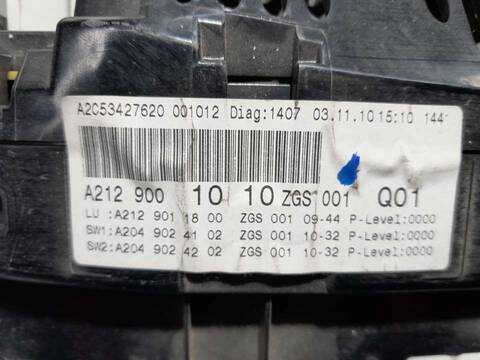 A2C53427620 001012 Diag:1407 03.11.10 15:10 1441
A212 900 10 10 ZGS 001 Q01
LU :A212 901 18 00 ZGS 001 09-44 P-Level:0000
SW1:A204 902 41 02 ZGS 001 10-32 P-Level:0000
SW2:A204 902 42 02 ZGS 001 10-32 P-Level:0000